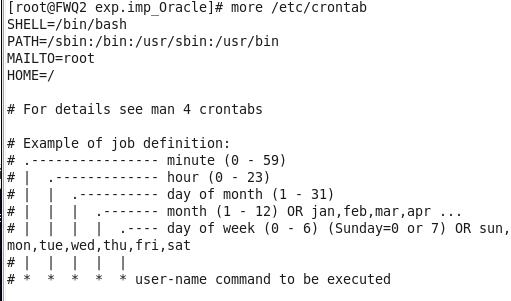 [root@FWQ2 exp.imp_Oracle]# more /etc/crontab
SHELL=/bin/bash
PATH=/sbin:/bin:/usr/sbin:/usr/bin
MAILTO=root
HOME=/

# For details see man 4 crontabs

# Example of job definition:
# .---------------- minute (0 - 59)
# |  .------------- hour (0 - 23)
# |  |  .---------- day of month (1 - 31)
# |  |  |  .------- month (1 - 12) OR jan,feb,mar,apr ...
# |  |  |  |  .---- day of week (0 - 6) (Sunday=0 or 7) OR sun,
mon,tue,wed,thu,fri,sat
# |  |  |  |  |
# *  *  *  *  * user-name command to be executed